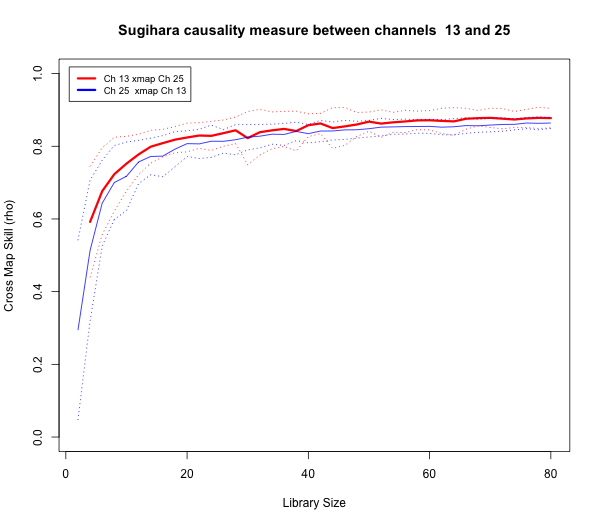 Sugihara causality measure between channels  13 and 25
Ch 13 xmap Ch 25
Ch 25  xmap Ch 13
Cross Map Skill (rho)
1.0
0.8
0.6
0.4
0.2
0.0
0 20 40 60 80
Library Size